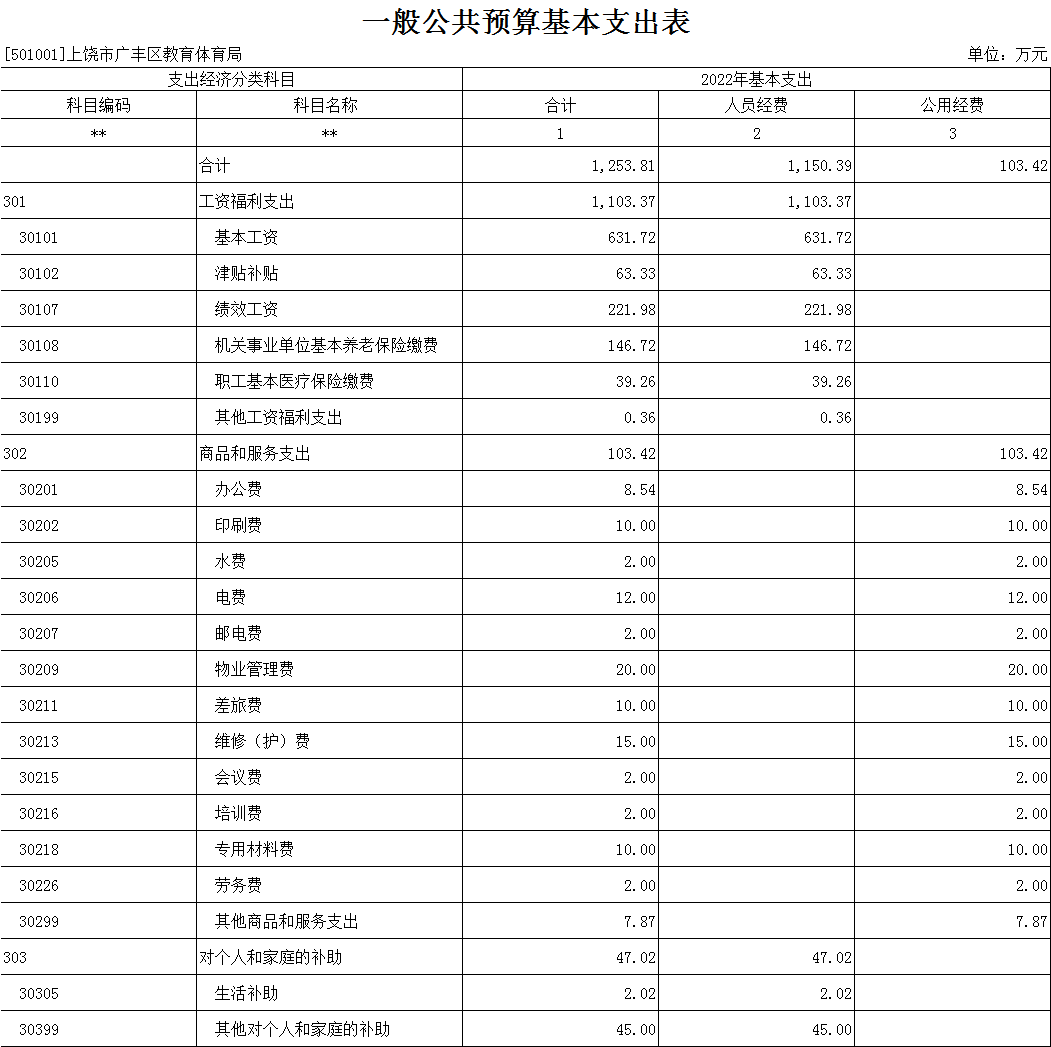 一般公共预算基本支出表
[501001]上饶市广丰区教育体育局 单位：万元
支出经济分类科目 2022年基本支出
科目编码 科目名称 合计 人员经费 公用经费
** ** 1 2 3
合计 1,253.81 1,150.39 103.42
301 工资福利支出 1,103.37 1,103.37
30101 基本工资 631.72 631.72
30102 津贴补贴 63.33 63.33
30107 绩效工资 221.98 221.98
30108 机关事业单位基本养老保险缴费 146.72 146.72
30110 职工基本医疗保险缴费 39.26 39.26
30199 其他工资福利支出 0.36 0.36
302 商品和服务支出 103.42 103.42
30201 办公费 8.54 8.54
30202 印刷费 10.00 10.00
30205 水费 2.00 2.00
30206 电费 12.00 12.00
30207 邮电费 2.00 2.00
30209 物业管理费 20.00 20.00
30211 差旅费 10.00 10.00
30213 维修（护）费 15.00 15.00
30215 会议费 2.00 2.00
30216 培训费 2.00 2.00
30218 专用材料费 10.00 10.00
30226 劳务费 2.00 2.00
30299 其他商品和服务支出 7.87 7.87
303 对个人和家庭的补助 47.02 47.02
30305 生活补助 2.02 2.02
30399 其他对个人和家庭的补助 45.00 45.00